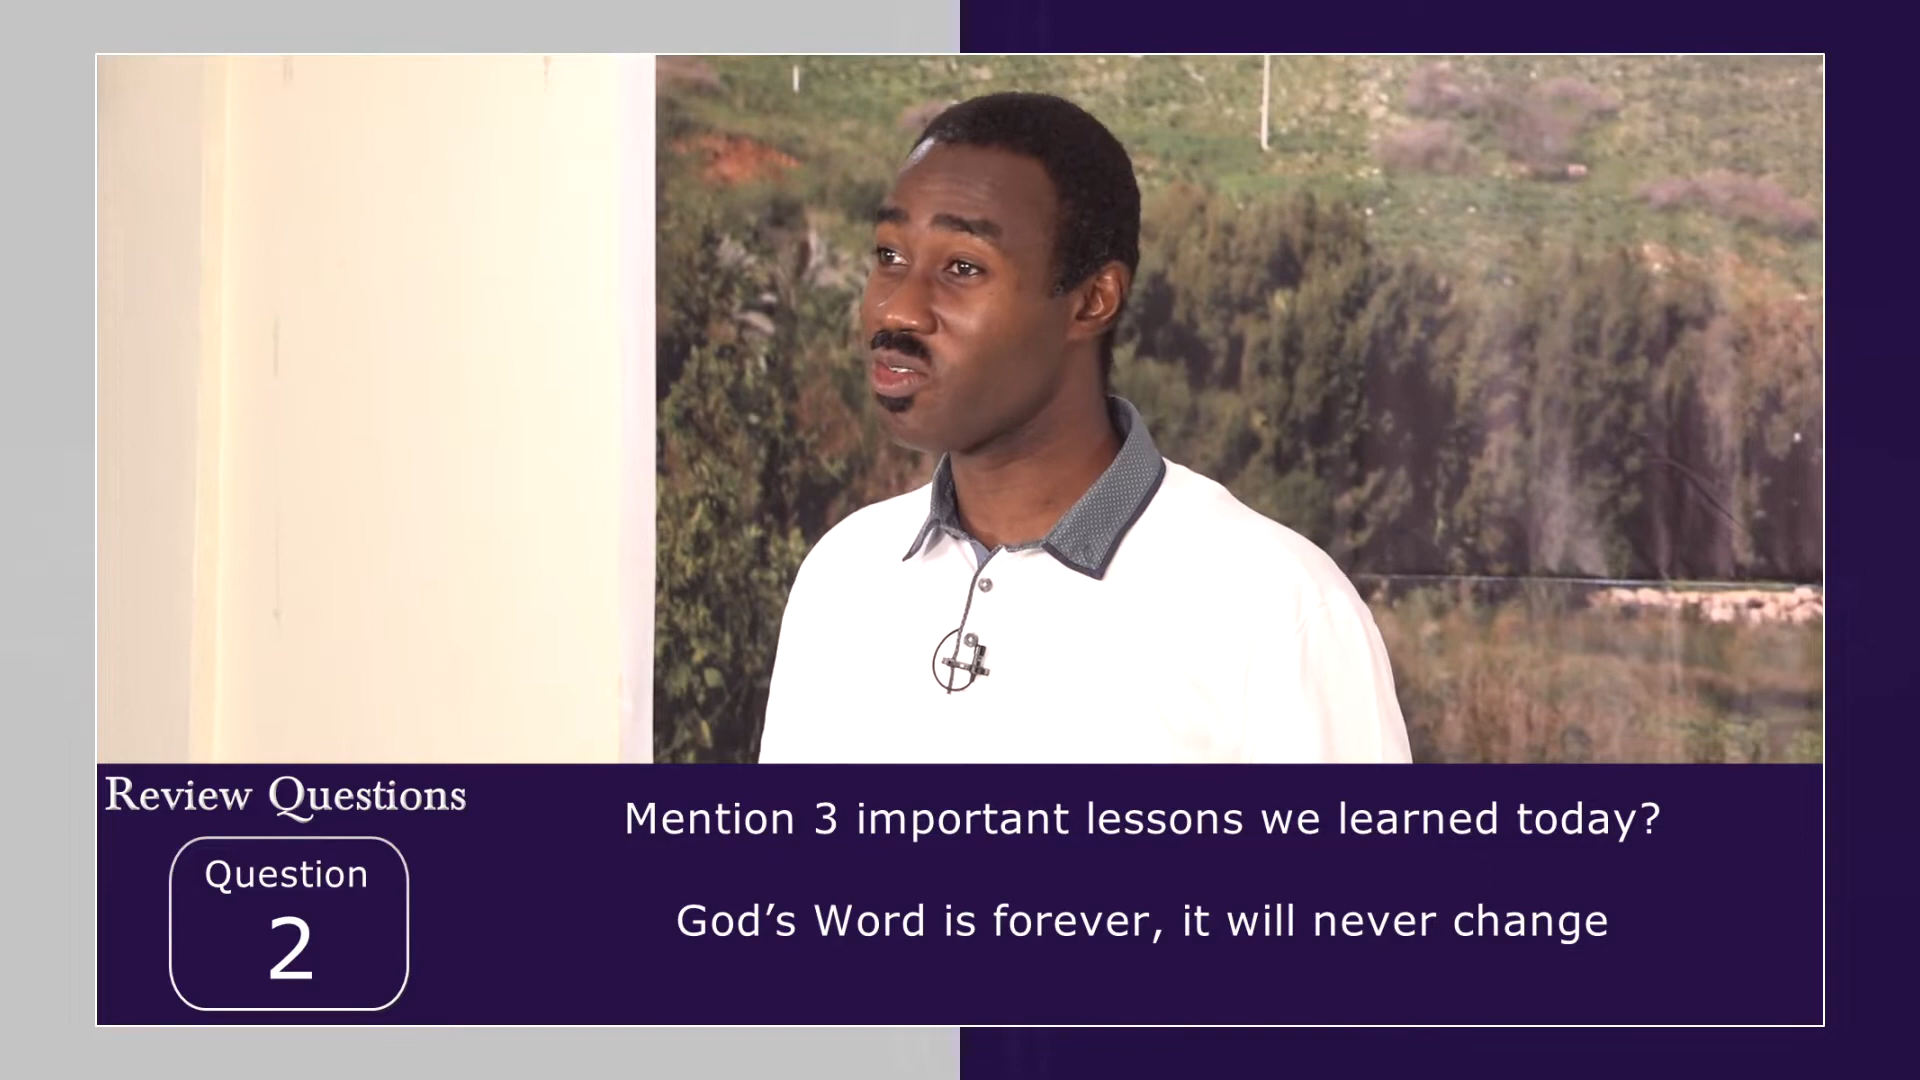 Review Questions
Question
2
Mention 3 important lessons we learned today?
God’s Word is forever, it will never change